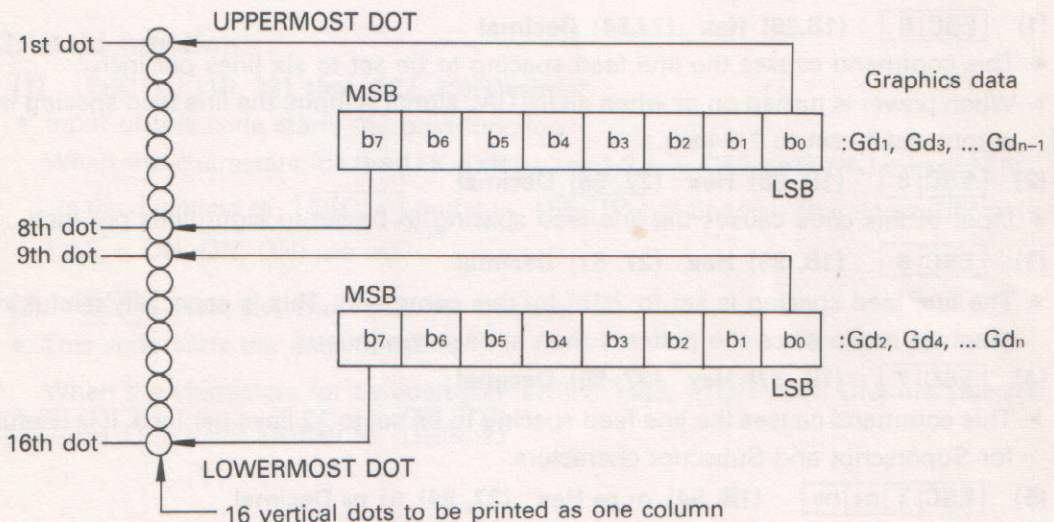 UPPERMOST DOT
1st dot
Graphics data
MSB
b7 b6 b5 b4 b3 b2 b1 b0 :Gd1, Gd3, ... Gdn-1
LSB
8th dot
9th dot
MSB
b7 b6 b5 b4 b3 b2 b1 b0 :Gd2, Gd4, ... Gdn
LSB
16th dot
LOWERMOST DOT
16 vertical dots to be printed as one column